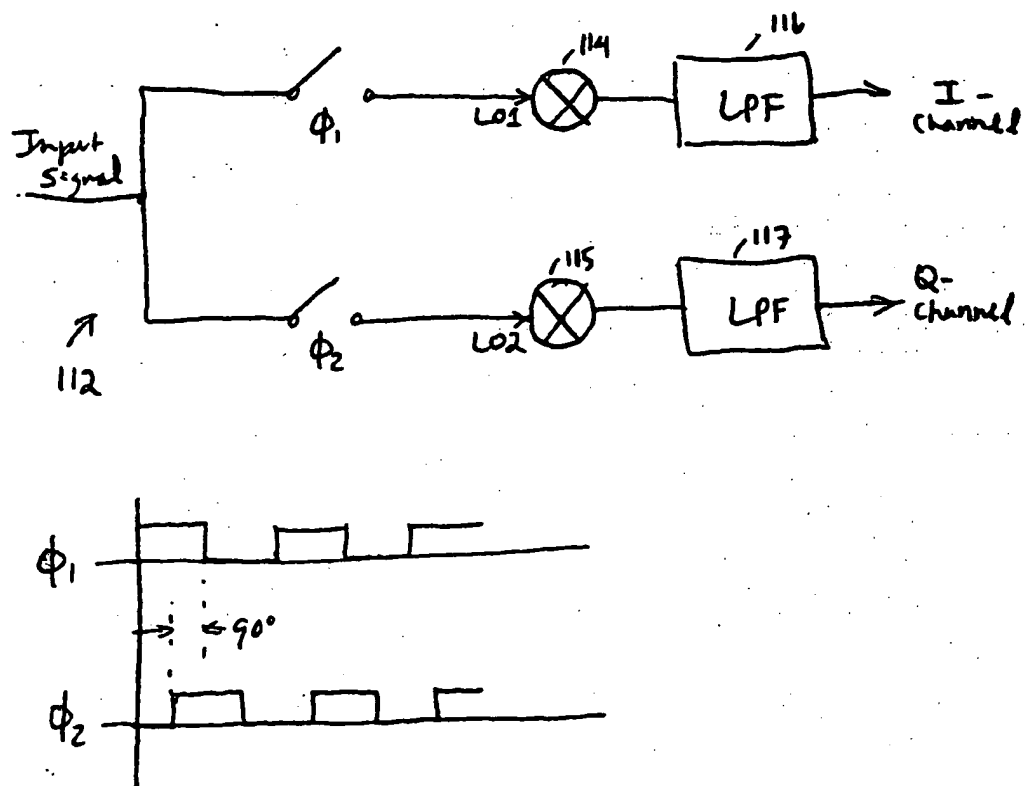 116
114
LPF
I-
channel
LO1
ϕ1
Input
signal
117
115
LPF
Q-
channel
LO2
ϕ2
112
ϕ1
90°
ϕ2